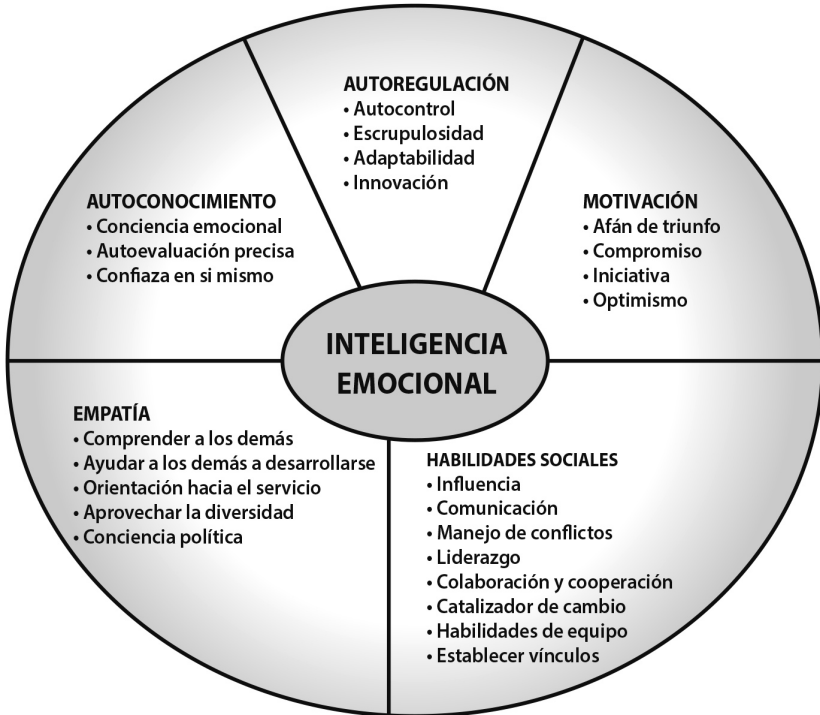 AUTOREGULACIÓN
• Autocontrol
• Escrupulosidad
• Adaptabilidad
• Innovación
AUTOCONOCIMIENTO
• Conciencia emocional
• Autoevaluación precisa
• Confiaza en si mismo
MOTIVACIÓN
• Afán de triunfo
• Compromiso
• Iniciativa
• Optimismo
INTELIGENCIA
EMOCIONAL
EMPATÍA
• Comprender a los demás
• Ayudar a los demás a desarrollarse
• Orientación hacia el servicio
• Aprovechar la diversidad
• Conciencia política
HABILIDADES SOCIALES
• Influencia
• Comunicación
• Manejo de conflictos
• Liderazgo
• Colaboración y cooperación
• Catalizador de cambio
• Habilidades de equipo
• Establecer vínculos